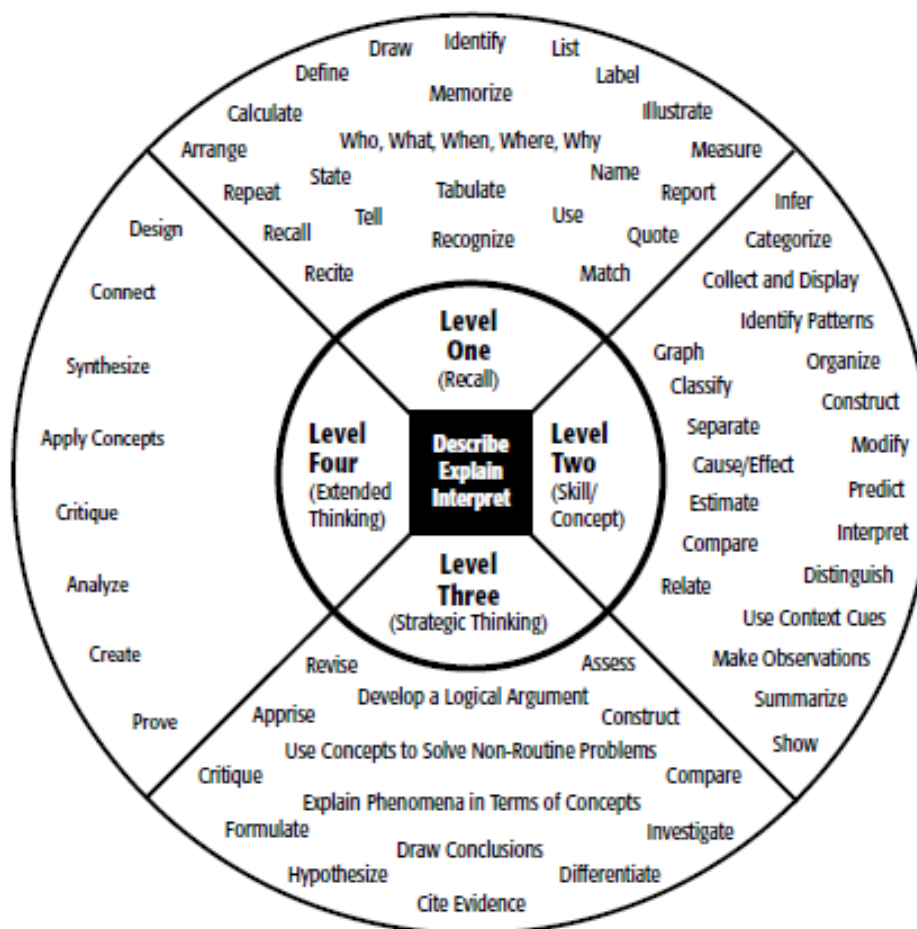 Draw
Identify
List
Define
Label
Calculate
Memorize
Illustrate
Arrange
Who, What, When, Where, Why
Measure
Repeat
State
Tabulate
Name
Report
Recall
Tell
Recognize
Use
Quote
Recite
Match
Infer
Categorize
Collect and Display
Identify Patterns
Graph
Organize
Classify
Construct
Separate
Modify
Cause/Effect
Predict
Estimate
Interpret
Compare
Distinguish
Relate
Use Context Cues
Make Observations
Summarize
Show
Design
Connect
Synthesize
Apply Concepts
Critique
Analyze
Create
Prove
Level
One
(Recall)
Level
Four
(Extended
Thinking)
Describe
Explain
Interpret
Level
Two
(Skill/
Concept)
Level
Three
(Strategic Thinking)
Revise
Assess
Develop a Logical Argument
Apprise
Construct
Use Concepts to Solve Non-Routine Problems
Critique
Compare
Explain Phenomena in Terms of Concepts
Formulate
Investigate
Draw Conclusions
Hypothesize
Differentiate
Cite Evidence